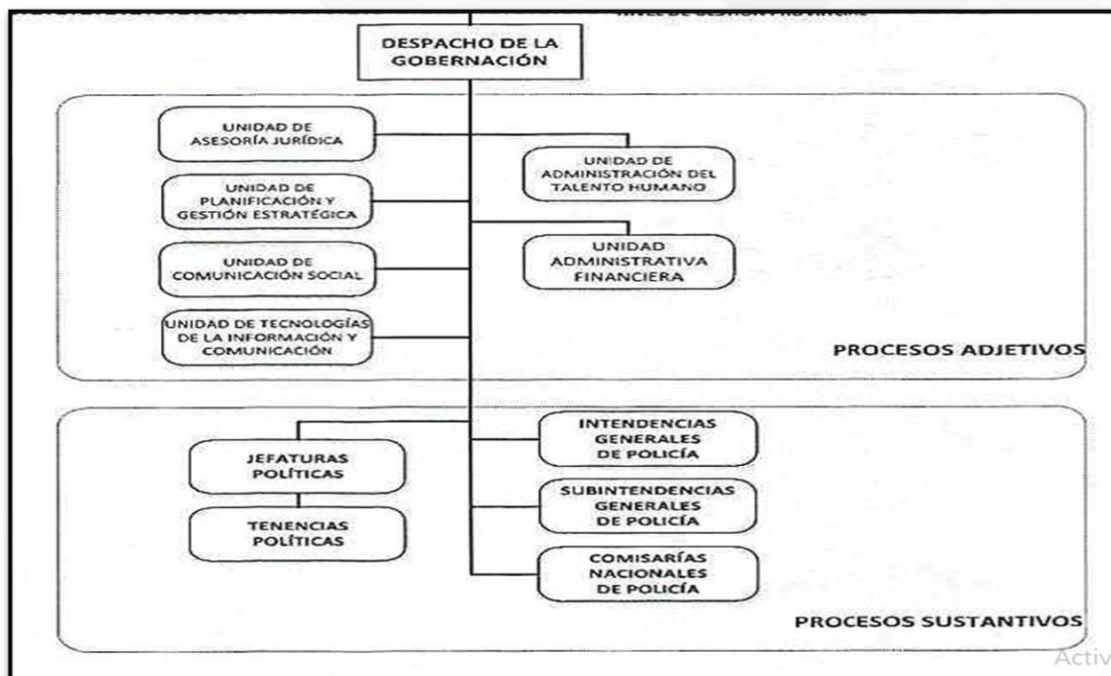 DESPACHO DE LA
GOBERNACIÓN
UNIDAD DE
ASESORÍA JURÍDICA
UNIDAD DE
PLANIFICACIÓN Y
GESTIÓN ESTRATÉGICA
UNIDAD DE
COMUNICACIÓN SOCIAL
UNIDAD DE TECNOLOGÍAS
DE LA INFORMACIÓN Y
COMUNICACIÓN
UNIDAD DE
ADMINISTRACIÓN DEL
TALENTO HUMANO
UNIDAD
ADMINISTRATIVA
FINANCIERA
PROCESOS ADJETIVOS
JEFATURAS
POLÍTICAS
TENENCIAS
POLÍTICAS
INTENDENCIAS
GENERALES
DE POLICÍA
SUBINTENDENCIAS
GENERALES
DE POLICÍA
COMISARÍAS
NACIONALES
DE POLICÍA
PROCESOS SUSTANTIVOS
Activ